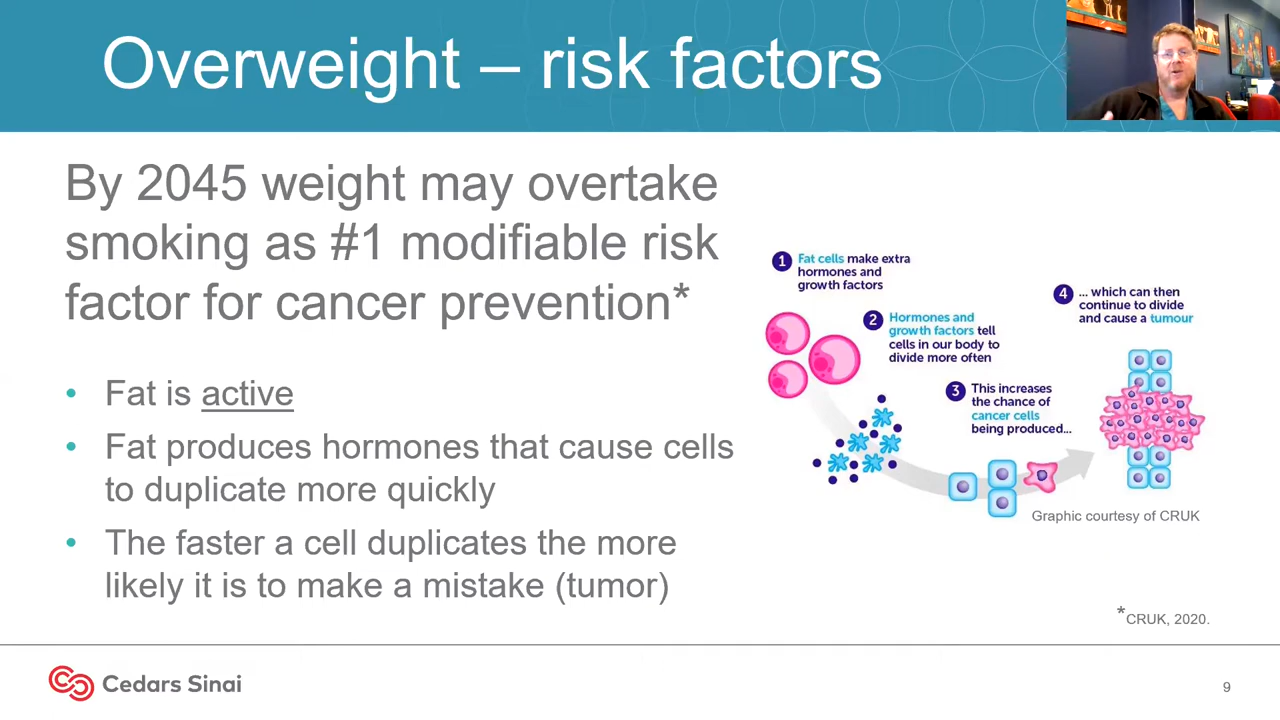 Overweight – risk factors
By 2045 weight may overtake
smoking as #1 modifiable risk
factor for cancer prevention*
• Fat is active
• Fat produces hormones that cause cells
to duplicate more quickly
• The faster a cell duplicates the more
likely it is to make a mistake (tumor)
1 Fat cells make extra
hormones and
growth factors
2 Hormones and
growth factors tell
cells in our body to
divide more often
3 This increases
the chance of
cancer cells
being produced...
4 ... which can then
continue to divide
and cause a tumour
Graphic courtesy of CRUK
*CRUK, 2020.
Cedars Sinai
9